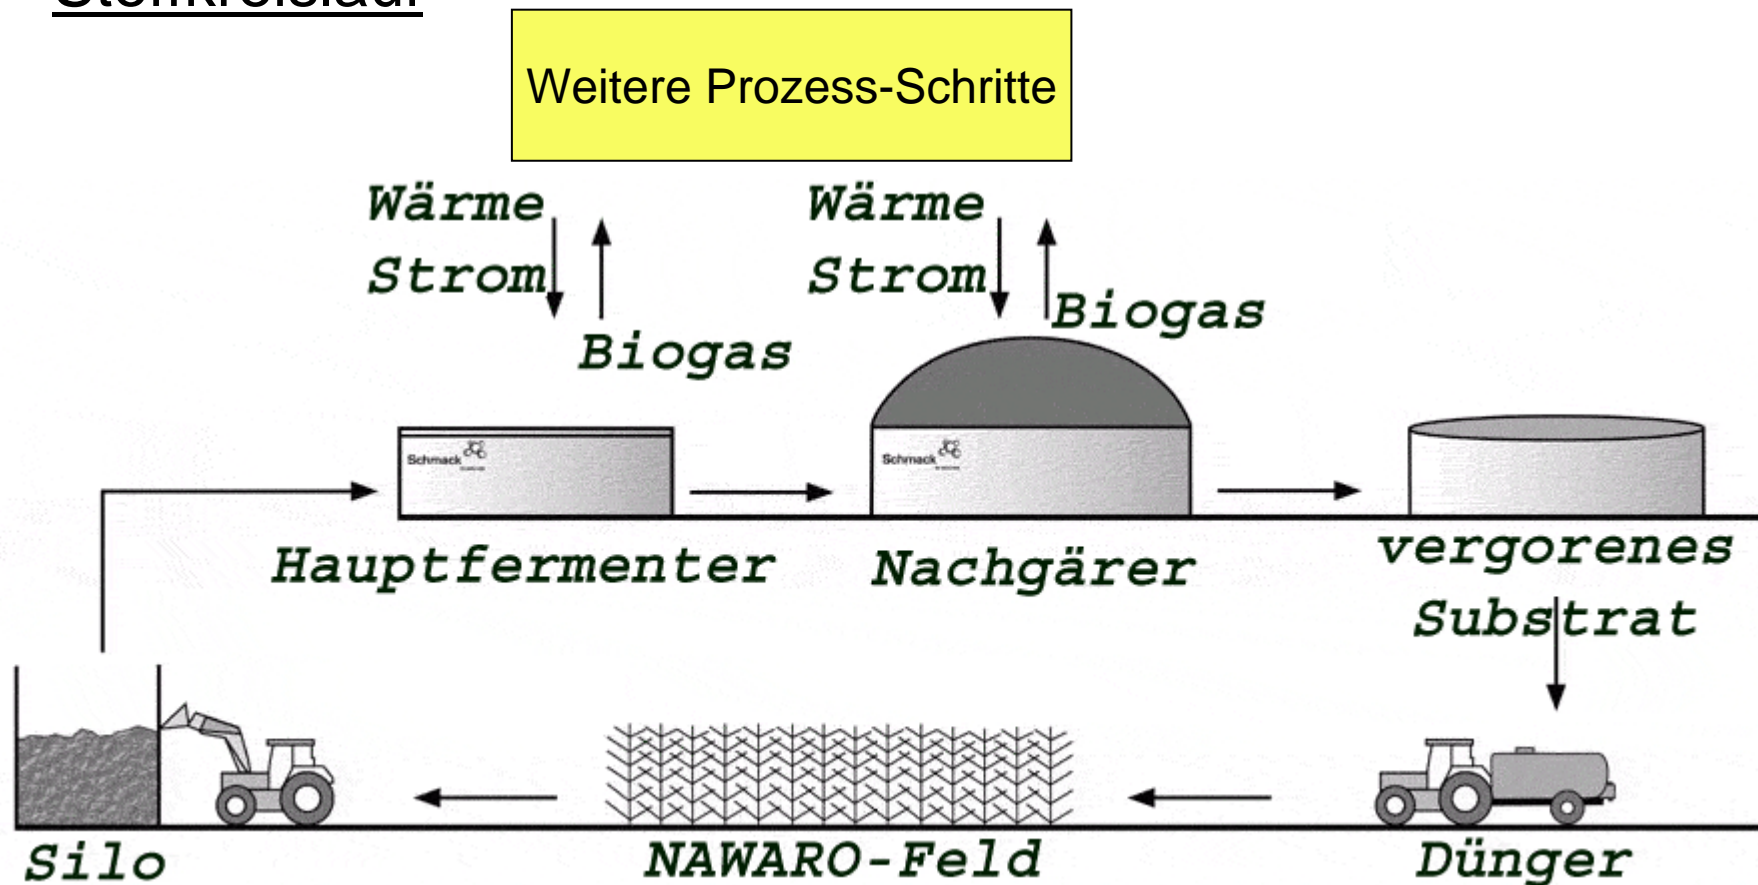 Stoffkreislauf
Weitere Prozess-Schritte
Wärme
Strom
Biogas
Wärme
Strom
Biogas
Schmack
Schmack
Hauptfermenter
Nachgärer
vergorenes
Substrat
Silo
NAWARO-Feld
Dünger